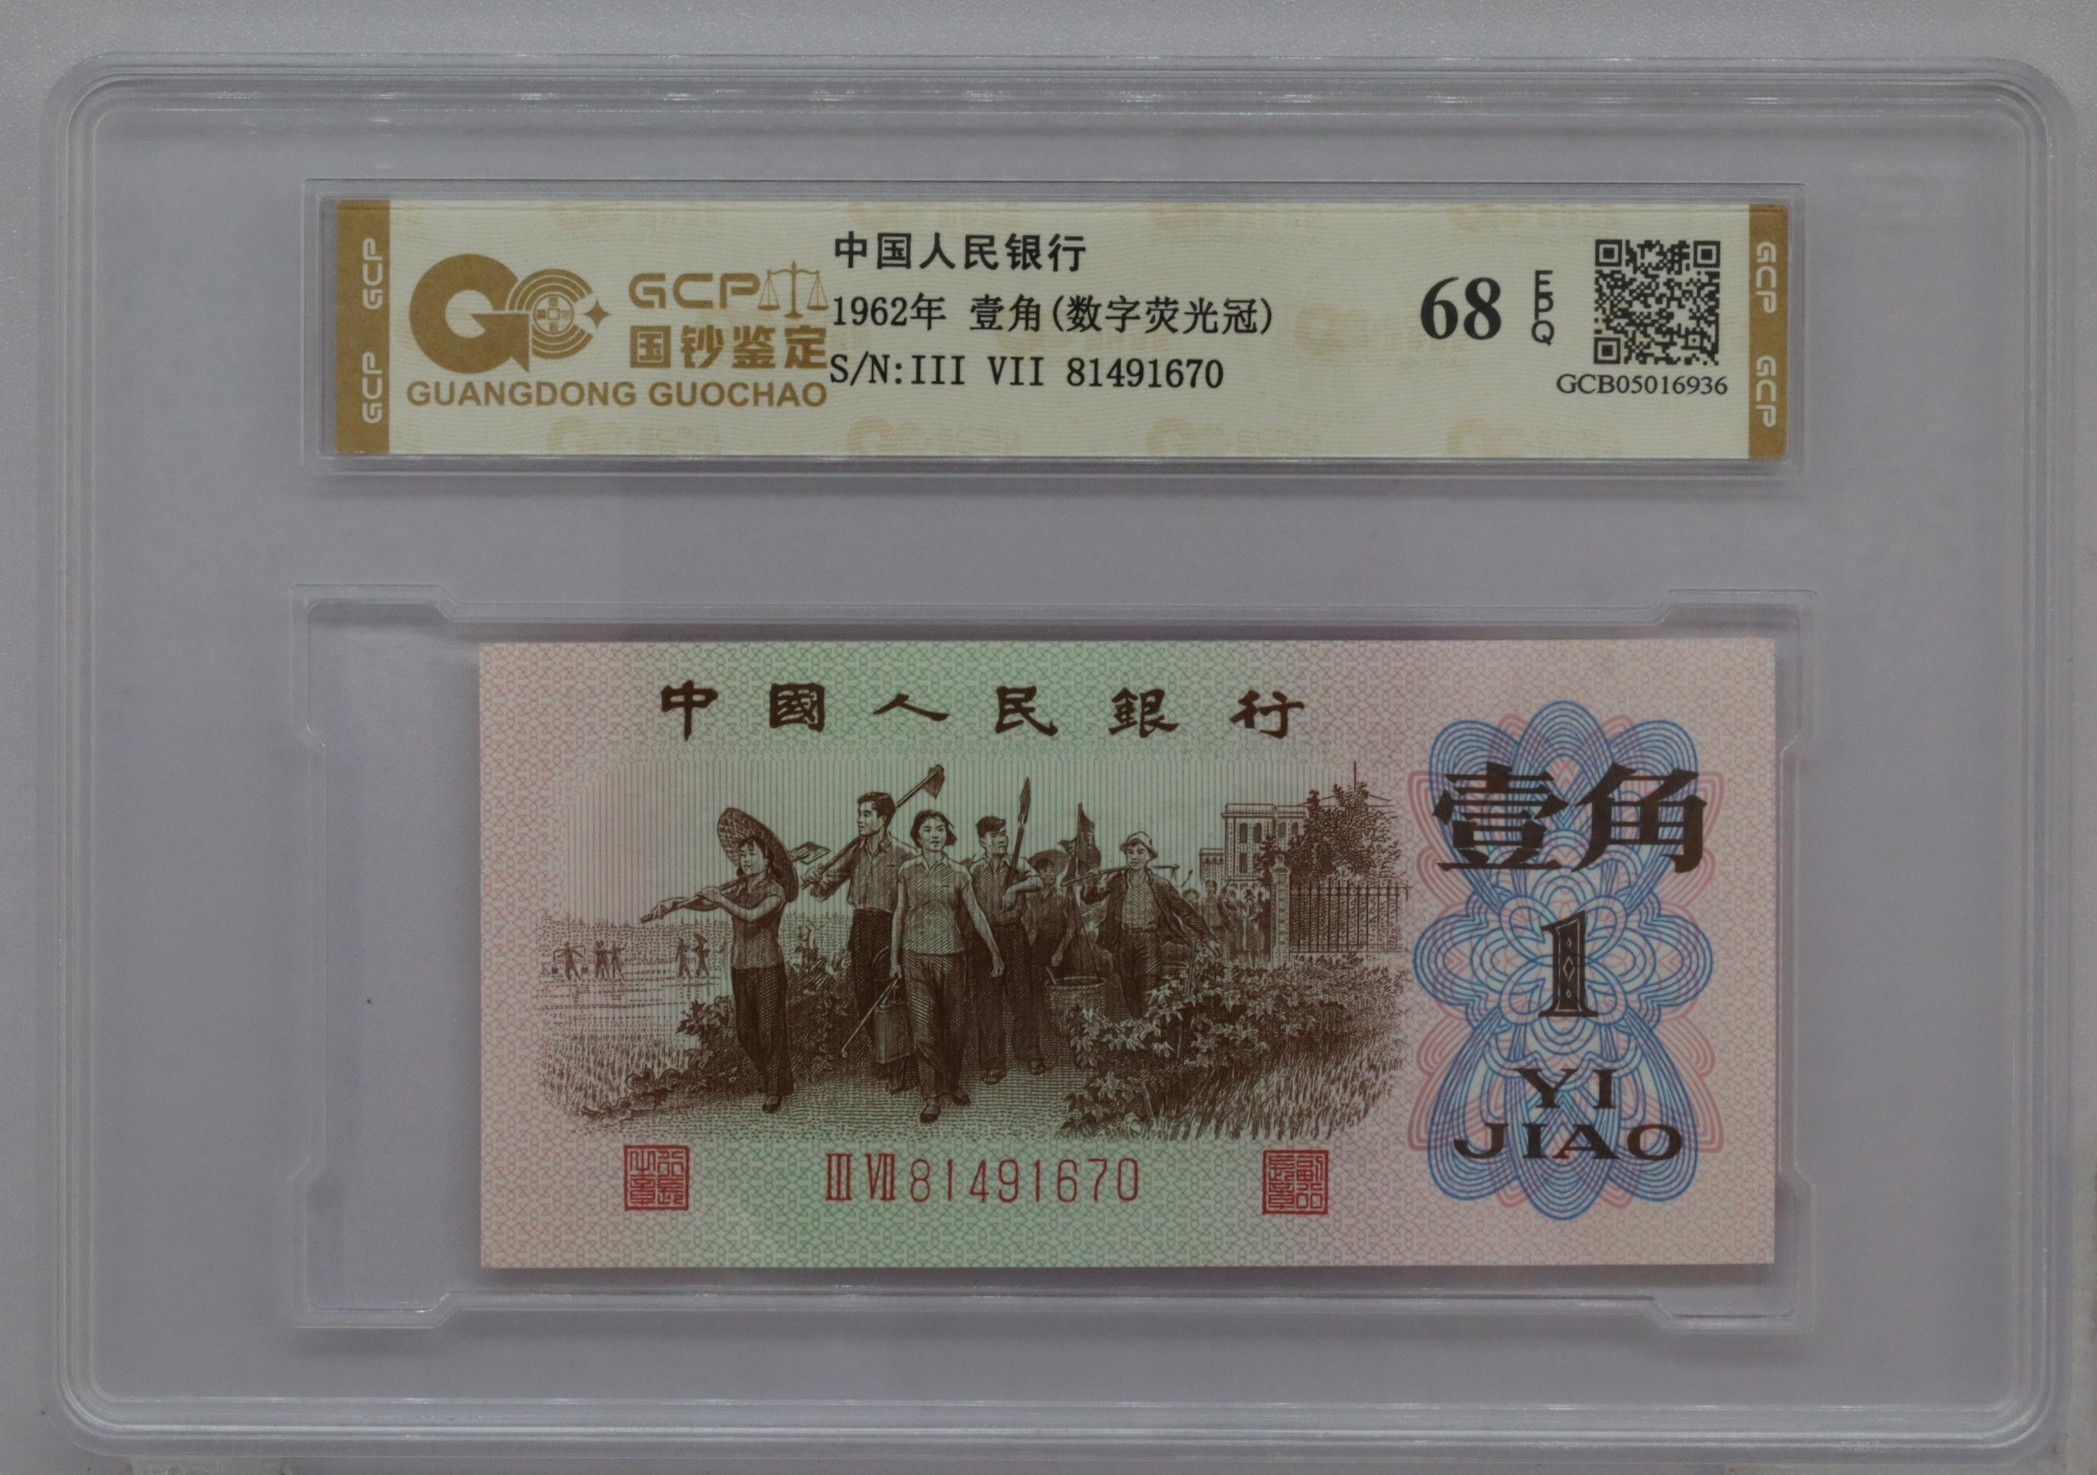 GCP
GCP
GCP
国钞鉴定
GUANGDONG GUOCHAO
中国人民银行
1962年 壹角(数字荧光冠)
S/N:III VII 81491670
68
EPQ
GCB05016936
GCP
GCP
中國人民銀行
壹角
1
YI
JIAO
III VII 81491670